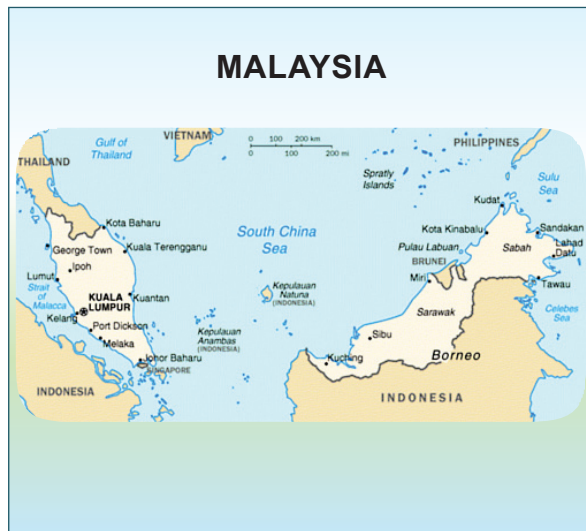 MALAYSIA
VIETNAM
Gulf of
Thailand
0 100 200 km
0 100 200 mi
PHILIPPINES
THAILAND
Spratly
Islands
Sulu
Sea
Kudat
Kota Baharu
South China
Sea
Kota Kinabalu
Sandakan
George Town
Kuala Terengganu
Pulau Labuan
Sabah
Lahad
Datu
Ipoh
BRUNEI
Lumut
Miri
Tawau
Strait
of
Malacca
KUALA
LUMPUR
Kuantan
Kepulauan
Natuna
(INDONESIA)
Sarawak
Celebes
Sea
Kelang
Port Dickson
Kepulauan
Anambas
(INDONESIA)
Sibu
Melaka
Johor Baharu
SINGAPORE
Kuching
Borneo
INDONESIA
INDONESIA